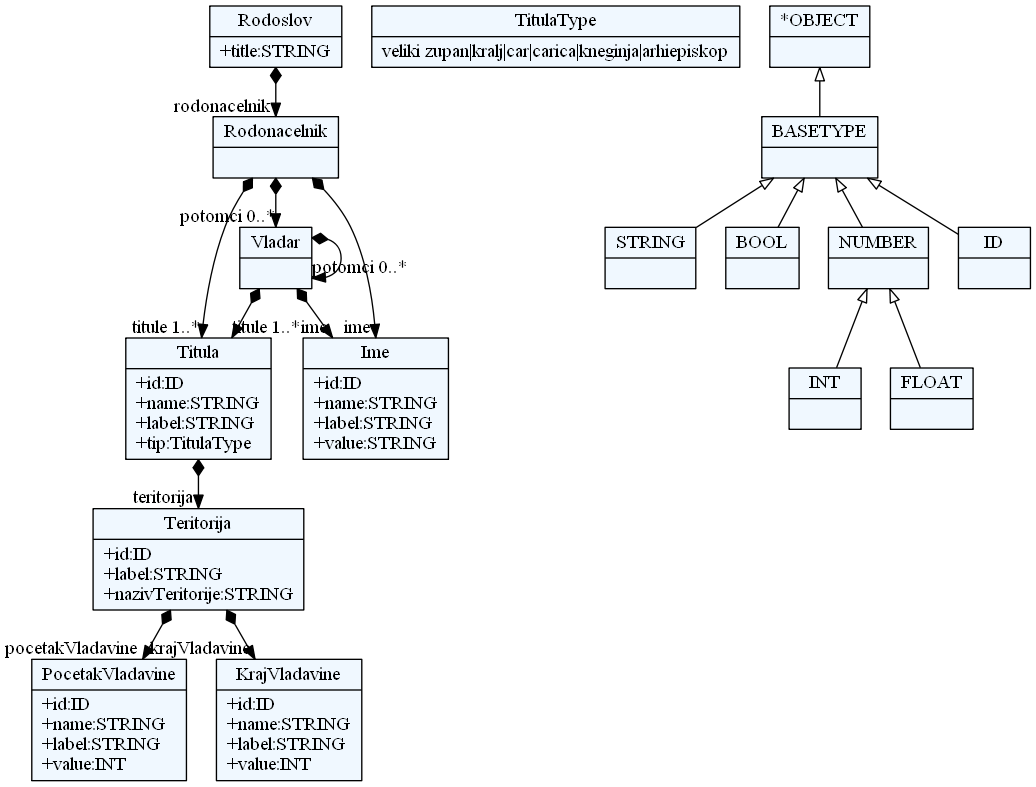 Rodoslov
+title:STRING
TitulaType
veliki zupan|kralj|car|carica|kneginja|arhiepiskop
*OBJECT
rodonacelnik
Rodonacelnik
BASETYPE
potomci 0..*
Vladar
potomci 0..*
STRING
BOOL
NUMBER
ID
titule 1..*
titule 1..*
ime
ime
Titula
+id:ID
+name:STRING
+label:STRING
+tip:TitulaType
Ime
+id:ID
+name:STRING
+label:STRING
+value:STRING
INT
FLOAT
teritorija
Teritorija
+id:ID
+label:STRING
+nazivTeritorije:STRING
pocetakVladavine
krajVladavine
PocetakVladavine
+id:ID
+name:STRING
+label:STRING
+value:INT
KrajVladavine
+id:ID
+name:STRING
+label:STRING
+value:INT